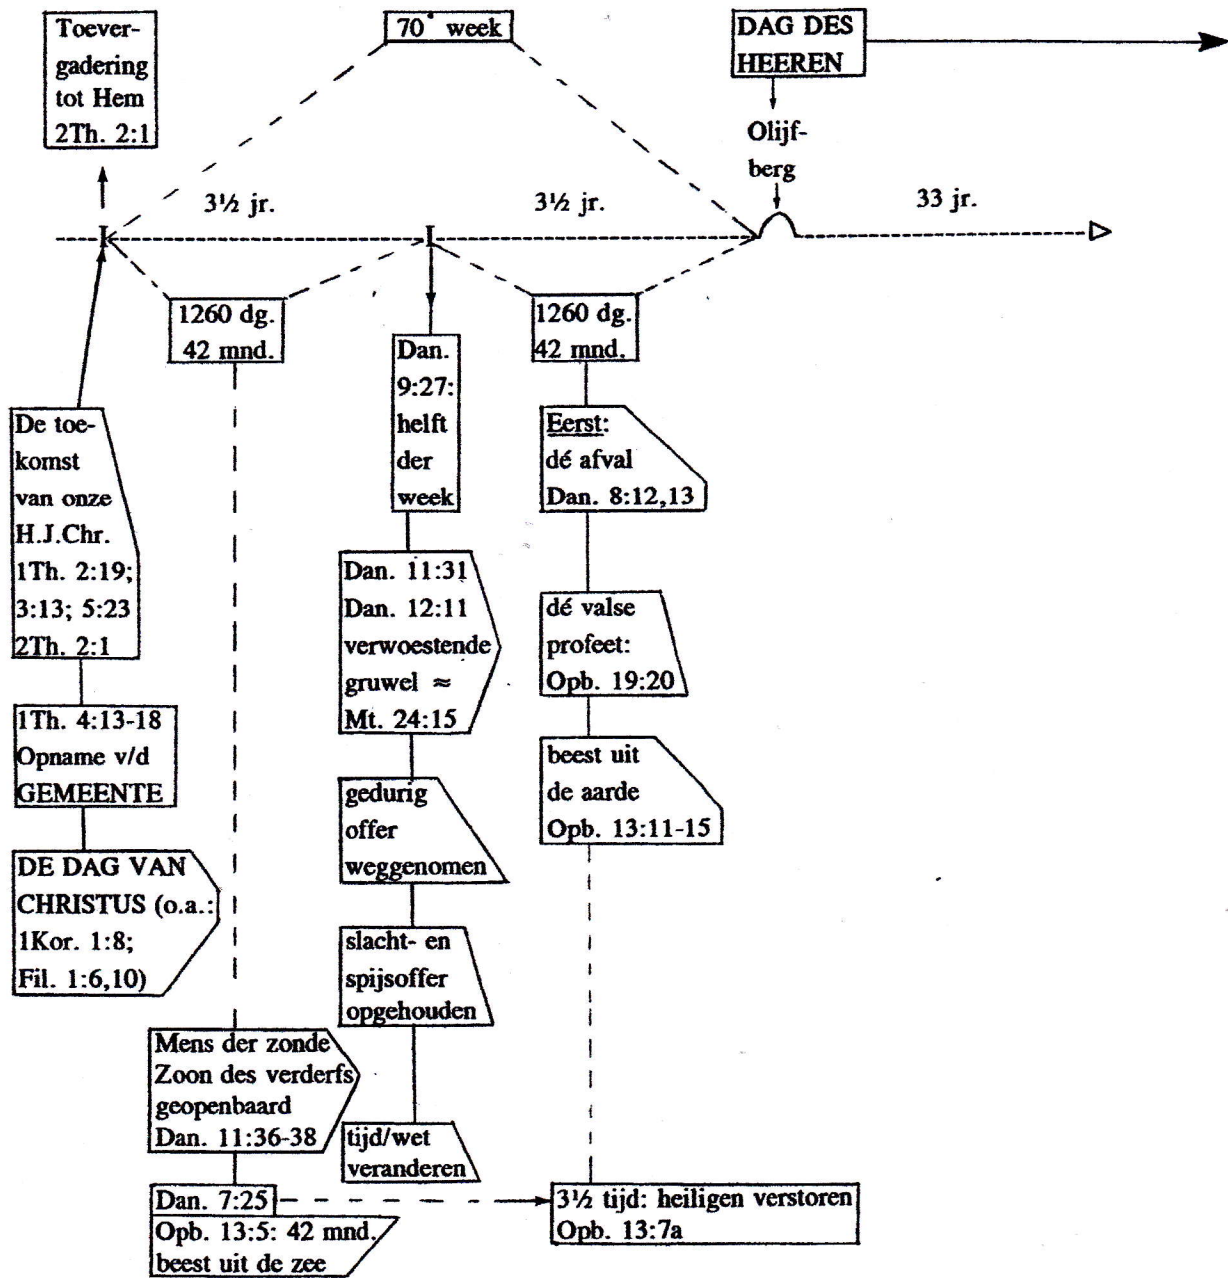 Toever-
gadering
tot Hem
2Th. 2:1
70° week
DAG DES
HEEREN
Olijf-
berg
3½ jr.
3½ jr.
33 jr.
1260 dg.
42 mnd.
1260 dg.
42 mnd.
De toe-
komst
van onze
H.J.Chr.
1Th. 2:19;
3:13; 5:23
2Th. 2:1
1Th. 4:13-18
Opname v/d
GEMEENTE
DE DAG VAN
CHRISTUS (o.a.:
1Kor. 1:8;
Fil. 1:6,10)
Mens der zonde
Zoon des verderfs
geopenbaard
Dan. 11:36-38
Dan. 7:25
Opb. 13:5: 42 mnd.
beest uit de zee
Dan.
9:27:
helft
der
week
Dan. 11:31
Dan. 12:11
verwoestende
gruwel ≈
Mt. 24:15
gedurig
offer
weggenomen
slacht- en
spijsoffer
opgehouden
tijd/wet
veranderen
Eerst:
dé afval
Dan. 8:12,13
dé valse
profeet:
Opb. 19:20
beest uit
de aarde
Opb. 13:11-15
3½ tijd: heiligen verstoren
Opb. 13:7a